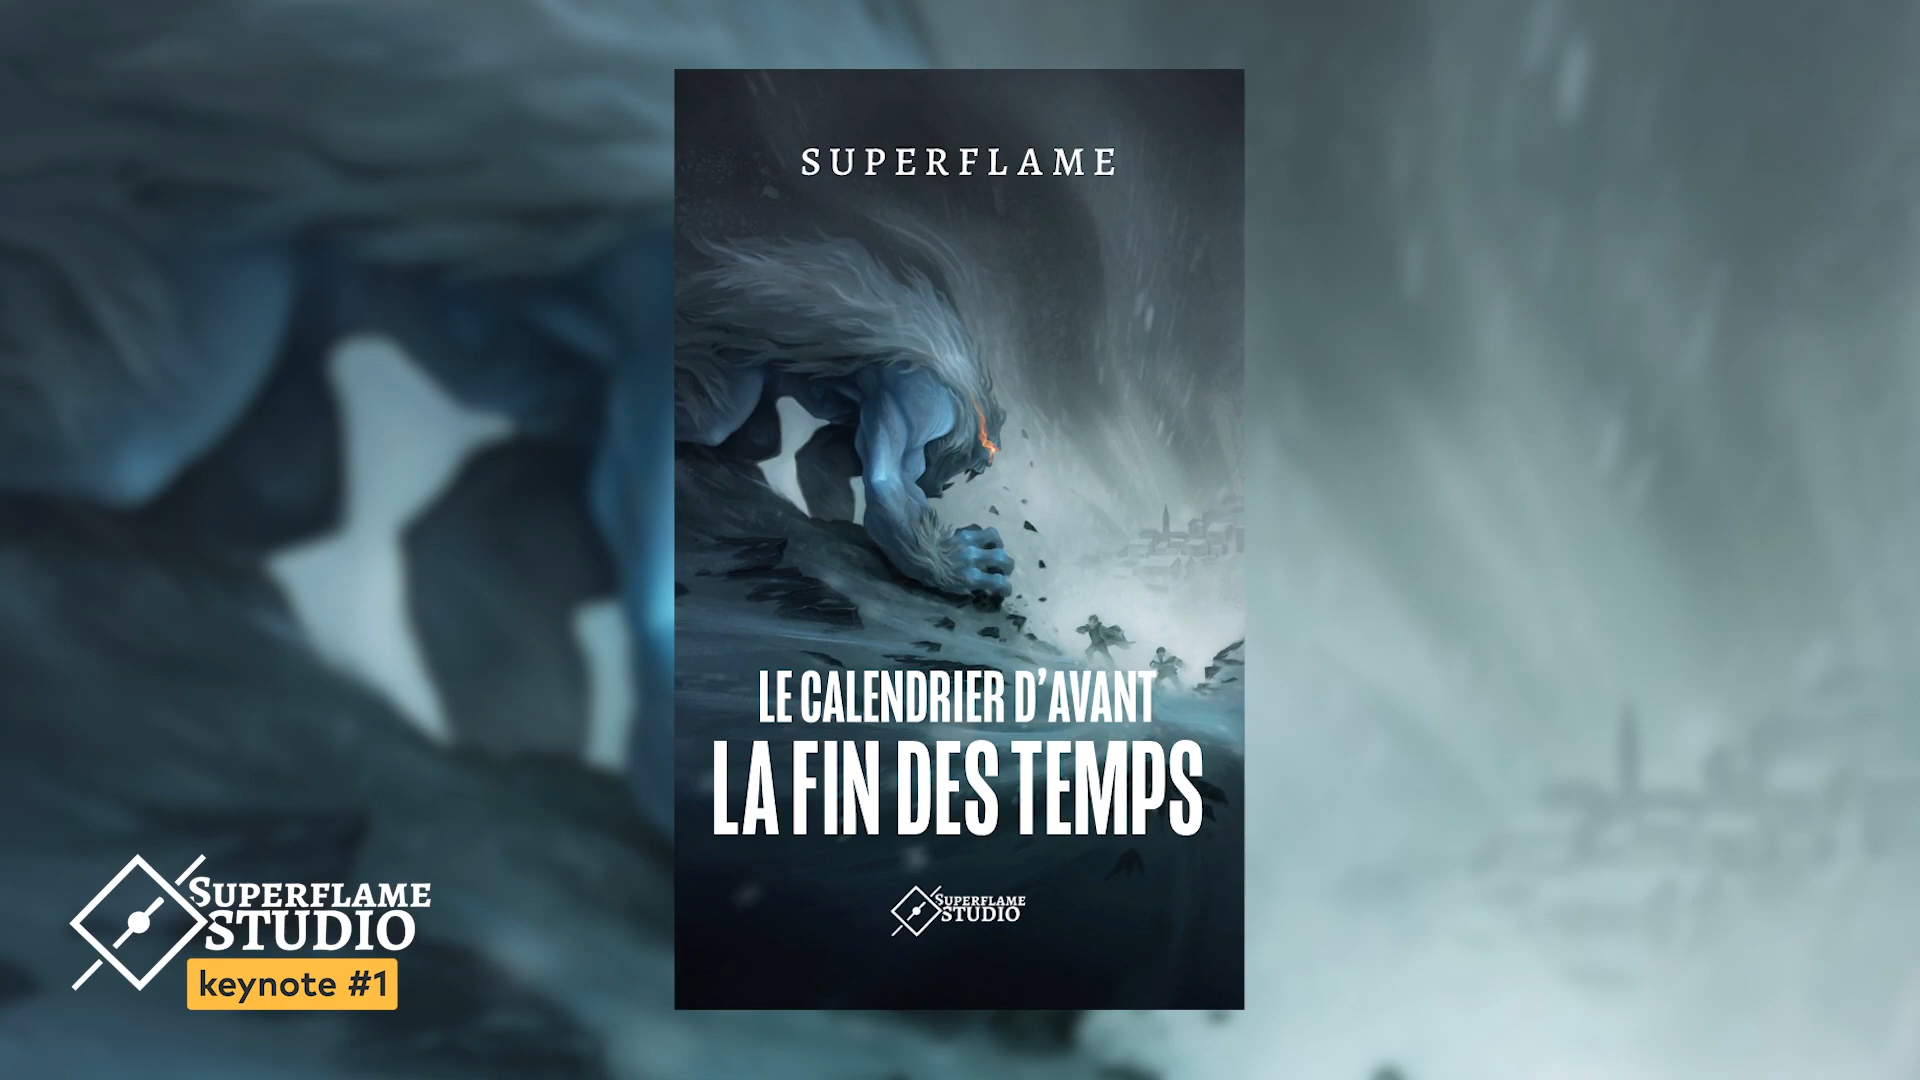 SUPERFLAME
LE CALENDRIER D'AVANT
LA FIN DES TEMPS
SUPERFLAME
STUDIO
SUPERFLAME
STUDIO
keynote #1